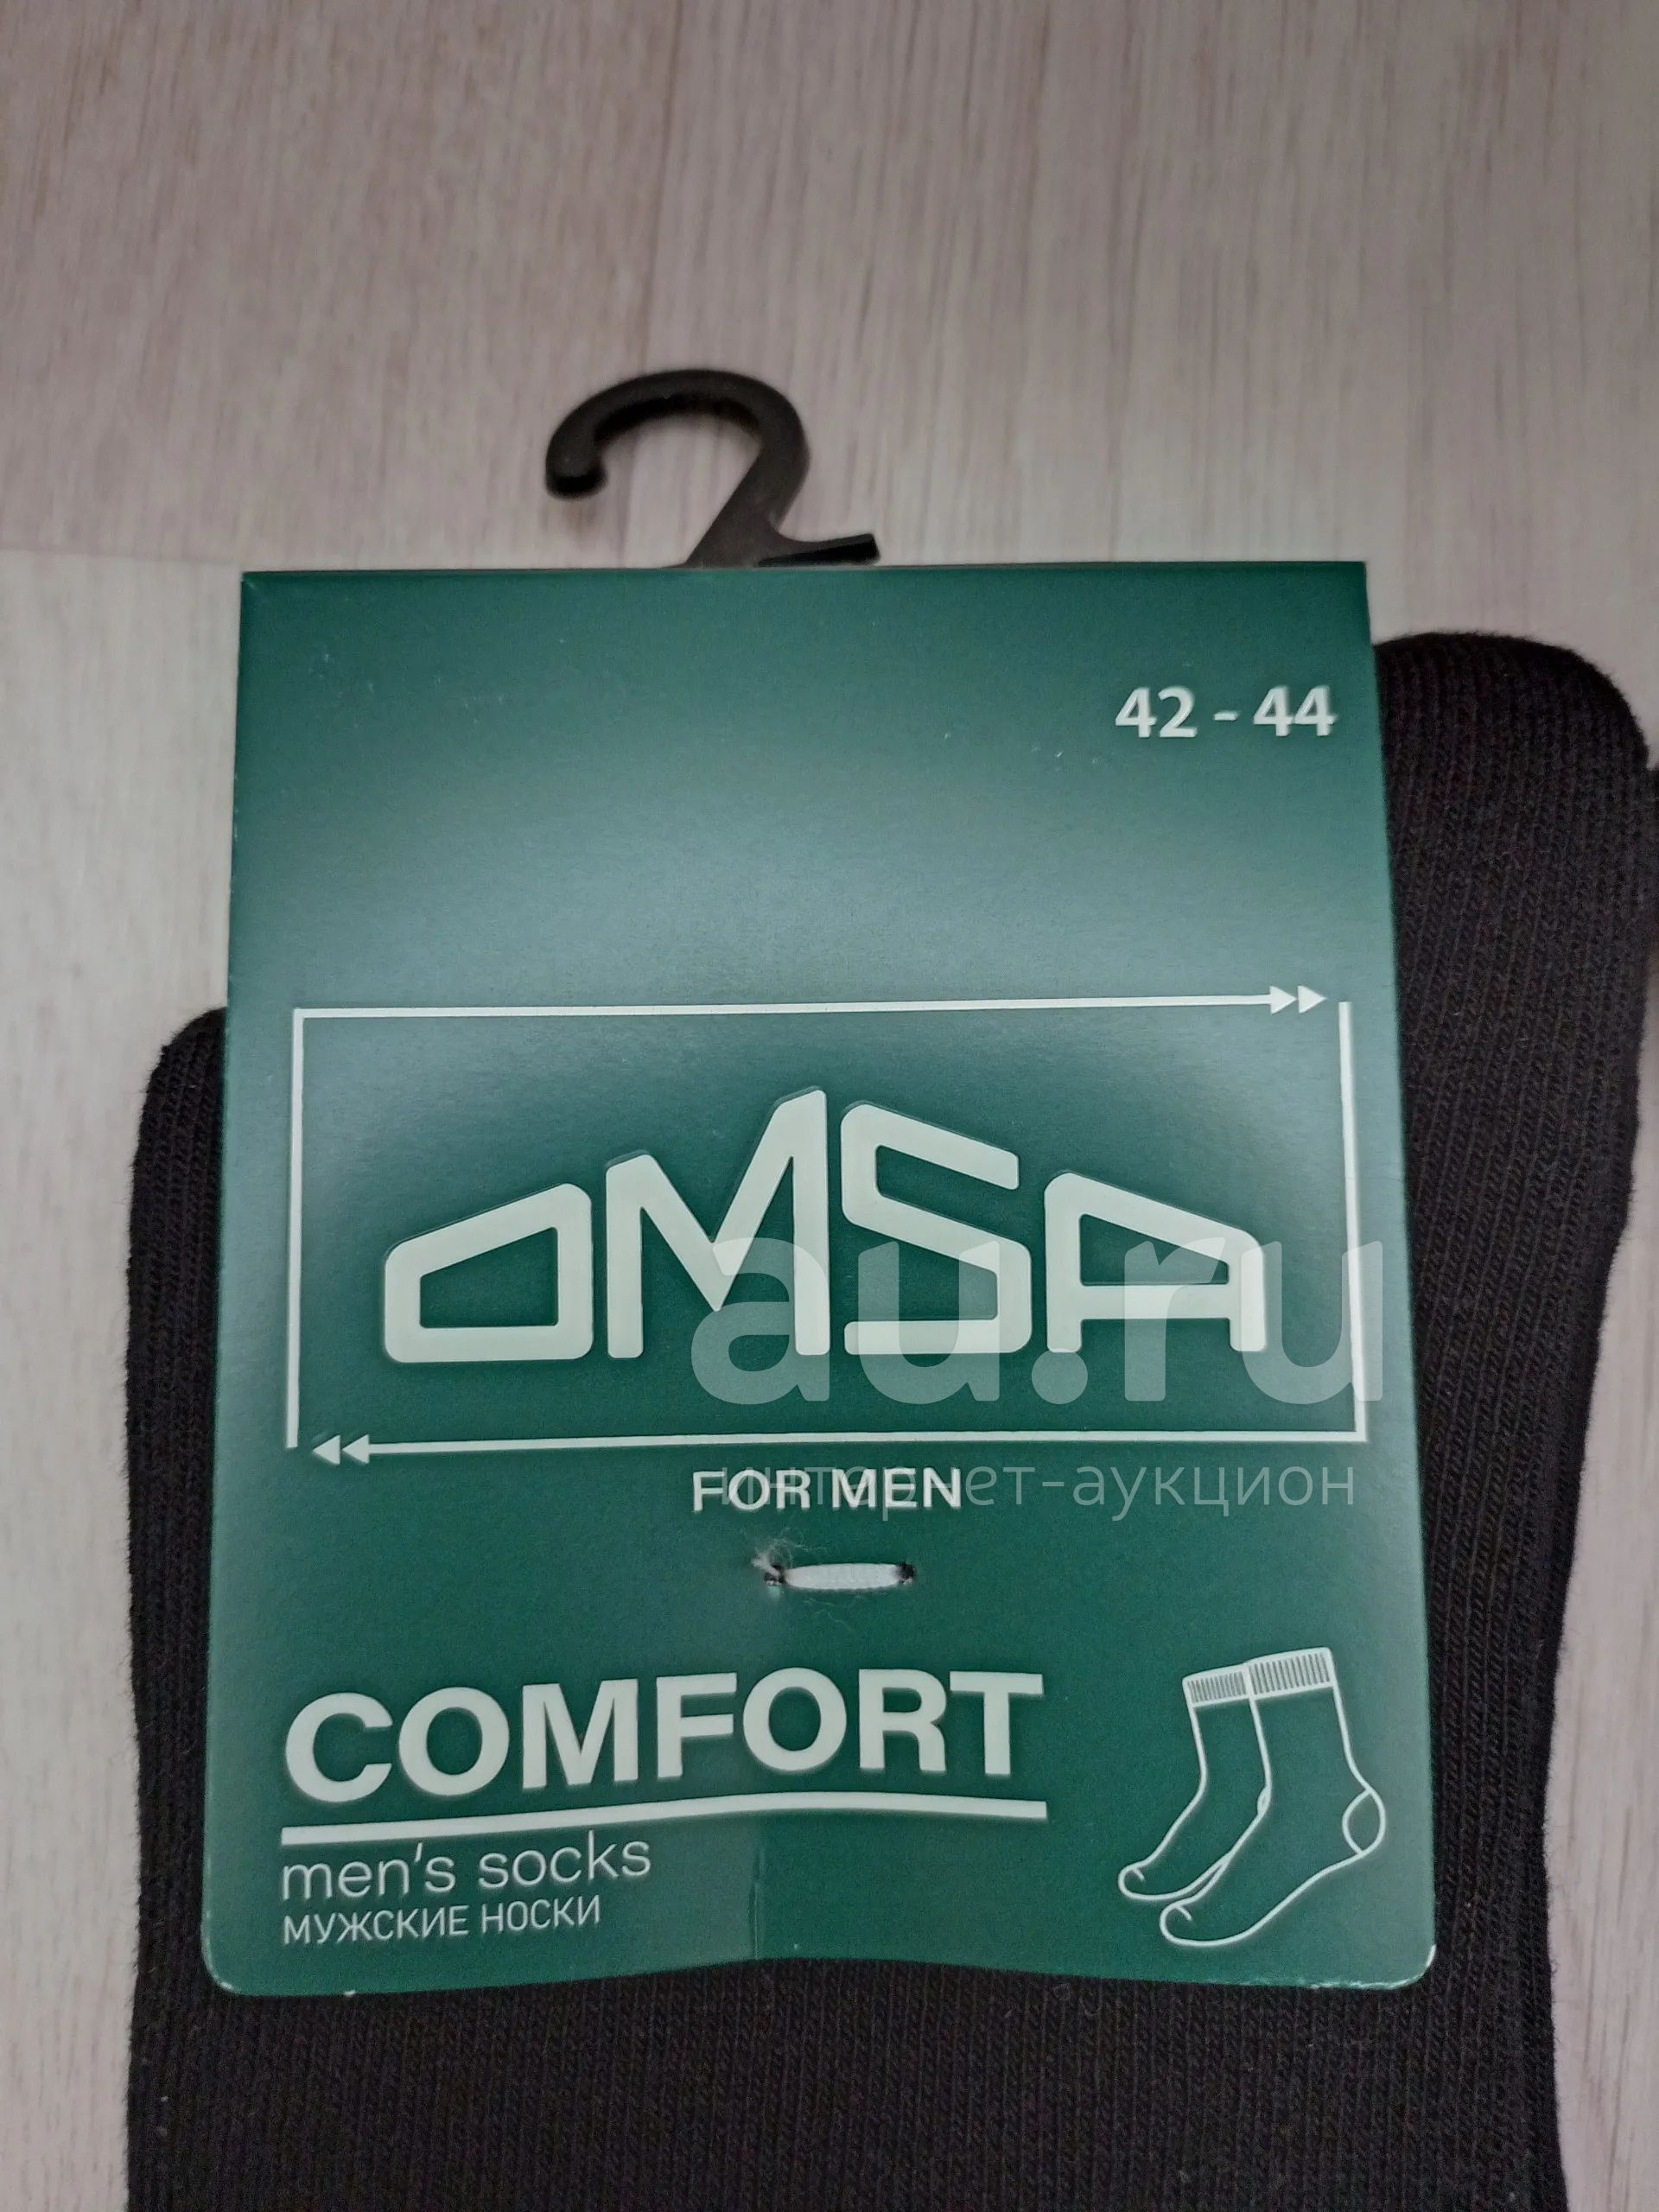 42 - 44
OMSA
au.ru
FOR MEN
интернет-аукцион
COMFORT
men's socks
МУЖСКИЕ НОСКИ